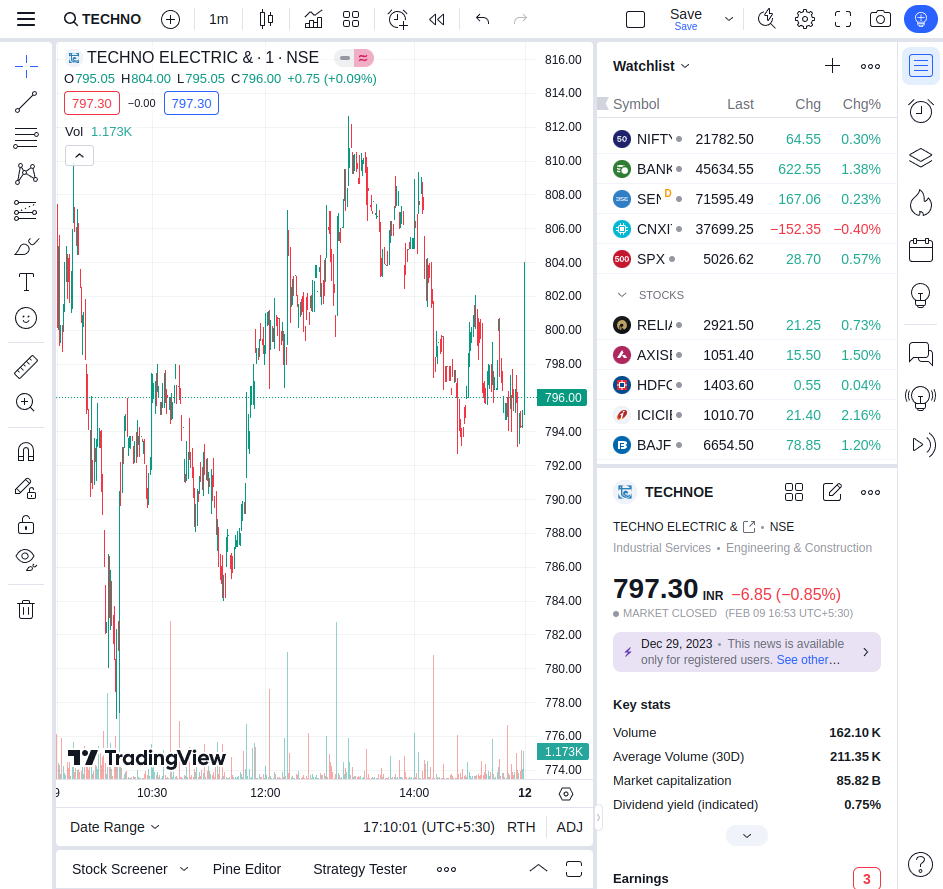 TECHNO
1m
Save
Save
TECHNO ELECTRIC & · 1 · NSE
O795.05 H804.00 L795.05 C796.00 +0.75 (+0.09%)
797.30 −0.00 797.30
Vol 1.173K
816.00
814.00
812.00
810.00
808.00
806.00
804.00
802.00
800.00
798.00
796.00
794.00
792.00
790.00
788.00
786.00
784.00
782.00
780.00
778.00
776.00
1.173K
774.00
TradingView
9 10:30 12:00 14:00 12
Date Range
17:10:01 (UTC+5:30) RTH ADJ
Stock Screener Pine Editor Strategy Tester
Watchlist
Symbol Last Chg Chg%
50 NIFTY 21782.50 64.55 0.30%
BANK 45634.55 622.55 1.38%
SEN D 71595.49 167.06 0.23%
CNXI 37699.25 −152.35 −0.40%
500 SPX 5026.62 28.70 0.57%
STOCKS
RELIA 2921.50 21.25 0.73%
AXISE 1051.40 15.50 1.50%
HDFC 1403.60 0.55 0.04%
ICICIE 1010.70 21.40 2.16%
BAJF 6654.50 78.85 1.20%
TECHNOE
TECHNO ELECTRIC & • NSE
Industrial Services • Engineering & Construction
797.30 INR −6.85 (−0.85%)
MARKET CLOSED (FEB 09 16:53 UTC+5:30)
Dec 29, 2023 • This news is available
only for registered users. See other…
Key stats
Volume 162.10 K
Average Volume (30D) 211.35 K
Market capitalization 85.82 B
Dividend yield (indicated) 0.75%
Earnings 3